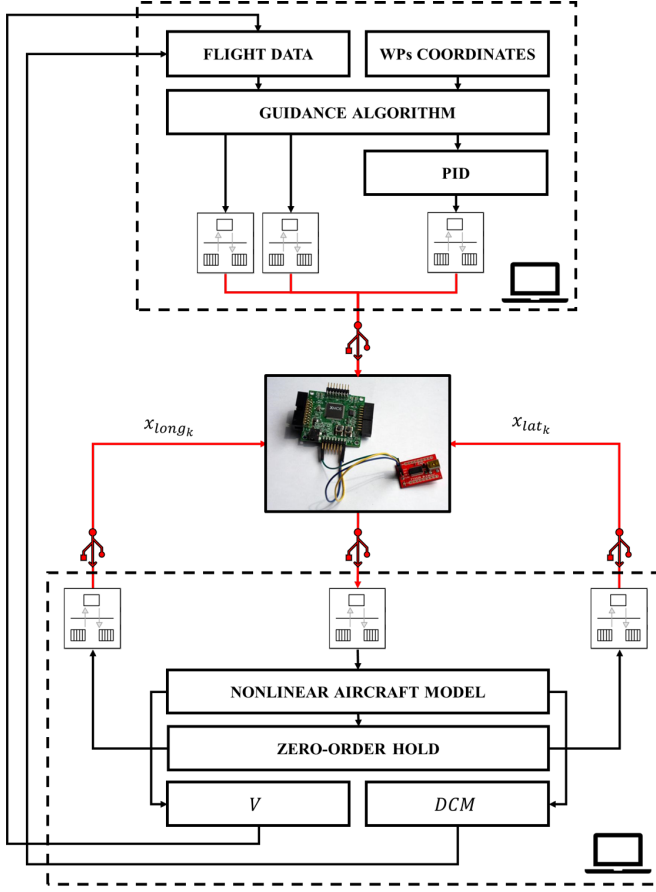 FLIGHT DATA
WPs COORDINATES
GUIDANCE ALGORITHM
PID
x_{long_k}
x_{lat_k}
NONLINEAR AIRCRAFT MODEL
ZERO-ORDER HOLD
V
DCM